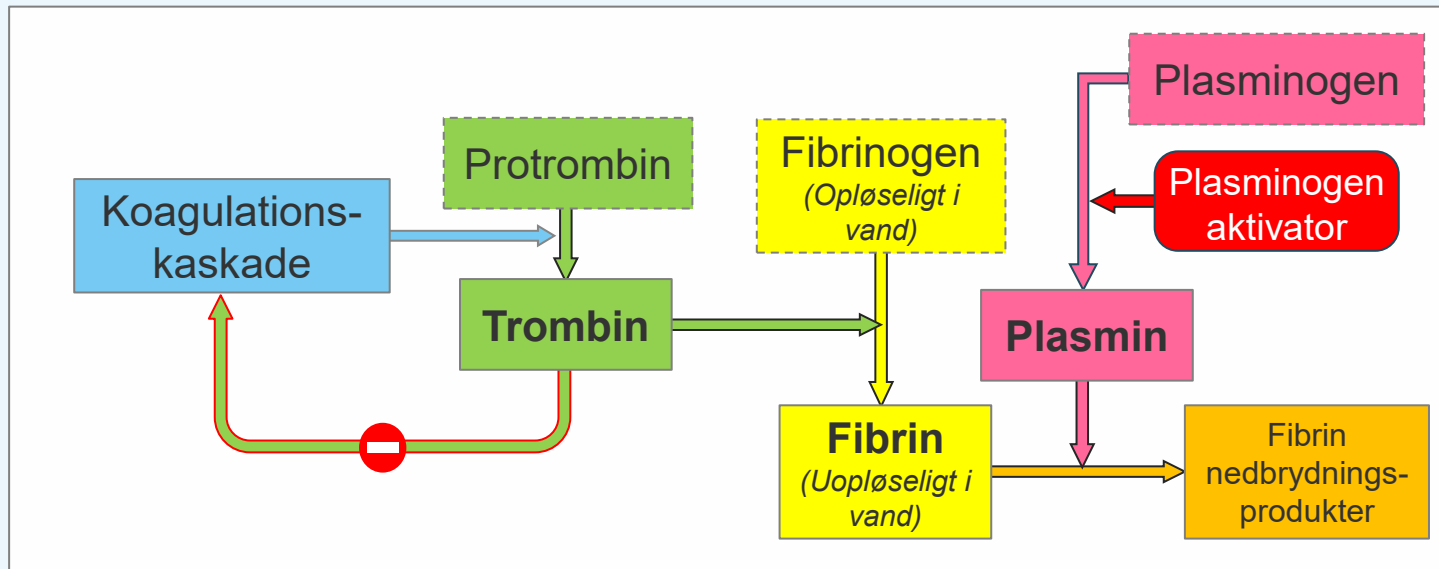 Koagulations-
kaskade
Protrombin
Trombin
Fibrinogen
(Opløseligt i
vand)
Fibrin
(Uopløseligt i
vand)
Plasminogen
Plasminogen
aktivator
Plasmin
Fibrin
nedbrydnings-
produkter